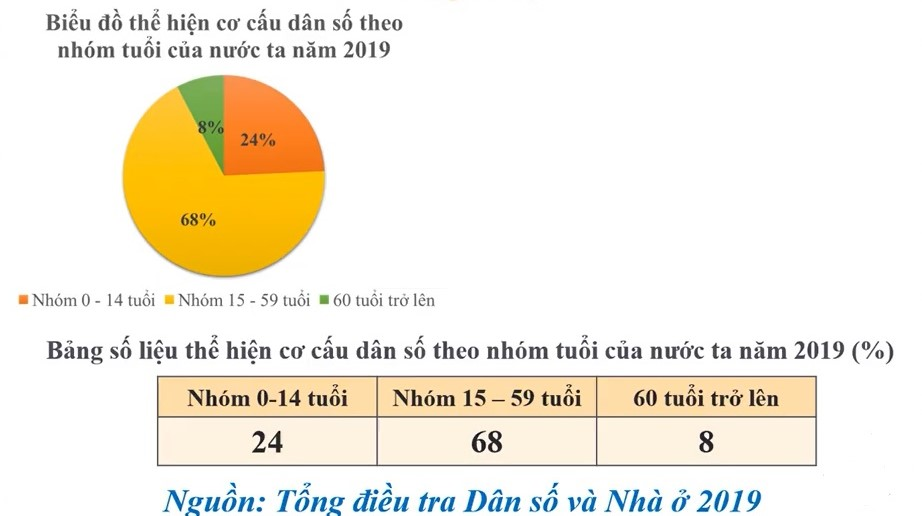 Biểu đồ thể hiện cơ cấu dân số theo
nhóm tuổi của nước ta năm 2019
8%
24%
68%
Nhóm 0 - 14 tuổi Nhóm 15 - 59 tuổi 60 tuổi trở lên
Bảng số liệu thể hiện cơ cấu dân số theo nhóm tuổi của nước ta năm 2019 (%)
Nhóm 0-14 tuổi Nhóm 15 – 59 tuổi 60 tuổi trở lên
24 68 8
Nguồn: Tổng điều tra Dân số và Nhà ở 2019